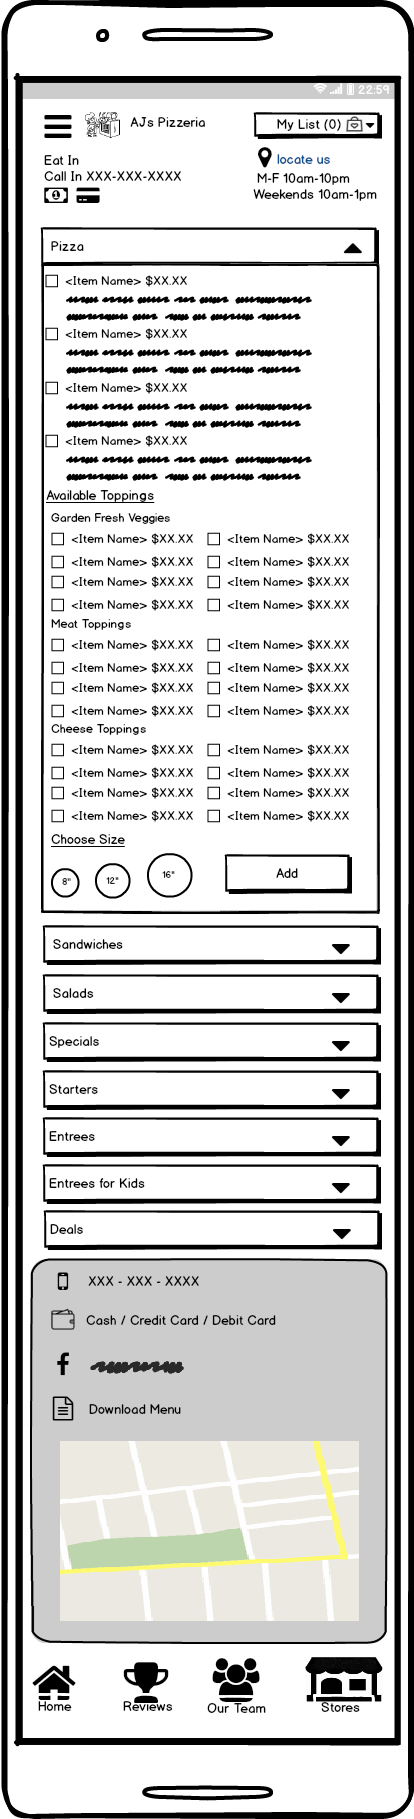 22:59
AJs Pizzeria
My List (0)
Eat In
Call In XXX-XXX-XXXX
locate us
M-F 10am-10pm
Weekends 10am-1pm
Pizza
<Item Name> $XX.XX
<Item Name> $XX.XX
<Item Name> $XX.XX
<Item Name> $XX.XX
Available Toppings
Garden Fresh Veggies
<Item Name> $XX.XX <Item Name> $XX.XX
<Item Name> $XX.XX <Item Name> $XX.XX
<Item Name> $XX.XX <Item Name> $XX.XX
<Item Name> $XX.XX <Item Name> $XX.XX
Meat Toppings
<Item Name> $XX.XX <Item Name> $XX.XX
<Item Name> $XX.XX <Item Name> $XX.XX
<Item Name> $XX.XX <Item Name> $XX.XX
<Item Name> $XX.XX <Item Name> $XX.XX
Cheese Toppings
<Item Name> $XX.XX <Item Name> $XX.XX
<Item Name> $XX.XX <Item Name> $XX.XX
<Item Name> $XX.XX <Item Name> $XX.XX
<Item Name> $XX.XX <Item Name> $XX.XX
Choose Size
8" 12" 16" Add
Sandwiches
Salads
Specials
Starters
Entrees
Entrees for Kids
Deals
XXX - XXX - XXXX
Cash / Credit Card / Debit Card
Download Menu
Home Reviews Our Team Stores